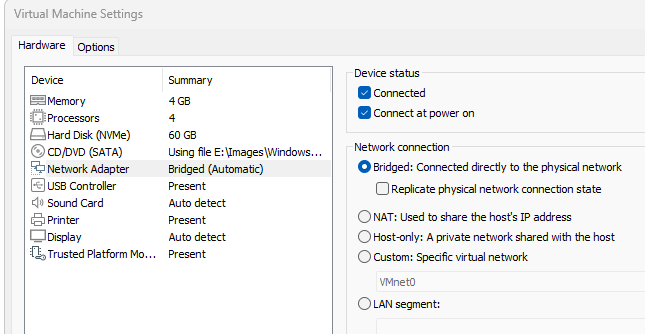 Virtual Machine Settings
Hardware Options
Device Summary
Memory 4 GB
Processors 4
Hard Disk (NVMe) 60 GB
CD/DVD (SATA) Using file E:\Images\Windows...
Network Adapter Bridged (Automatic)
USB Controller Present
Sound Card Auto detect
Printer Present
Display Auto detect
Trusted Platform Mo... Present
Device status
Connected
Connect at power on
Network connection
Bridged: Connected directly to the physical network
Replicate physical network connection state
NAT: Used to share the host's IP address
Host-only: A private network shared with the host
Custom: Specific virtual network
VMnet0
LAN segment: